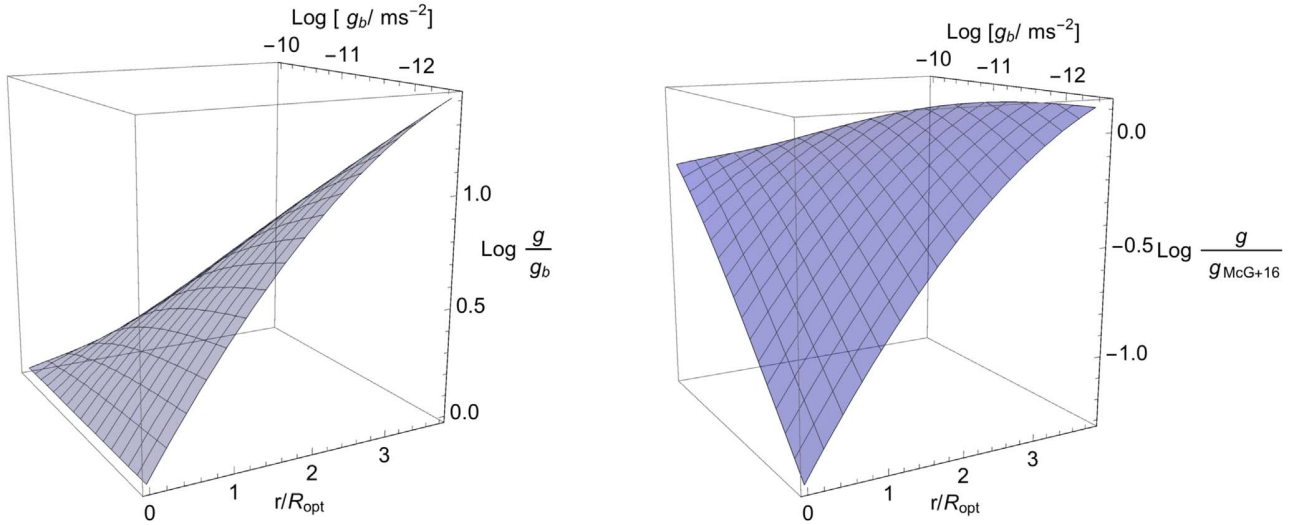 Log [ g_b/ ms⁻²]
−10 −11 −12
1.0
Log g/g_b
0.5
0.0
0 1 2 3
r/R_opt
Log [g_b/ ms⁻²]
−10 −11 −12
0.0
−0.5
Log g/g_McG+16
−1.0
0 1 2 3
r/R_opt